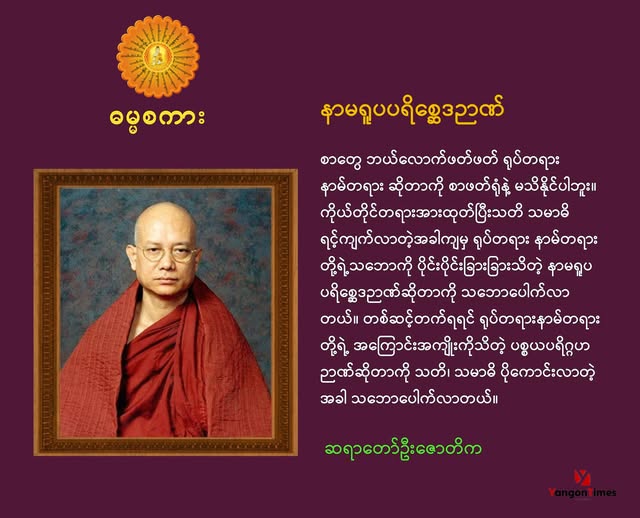 ဓမ္မစကား
နာမရူပပရိစ္ဆေဒဉာဏ်
စာတွေ ဘယ်လောက်ဖတ်ဖတ် ရုပ်တရား
နာမ်တရား ဆိုတာကို စာဖတ်ရုံနဲ့ မသိနိုင်ပါဘူး။
ကိုယ်တိုင်တရားအားထုတ်ပြီးသတိ သမာဓိ
ရင့်ကျက်လာတဲ့အခါကျမှ ရုပ်တရား နာမ်တရား
တို့ရဲ့သဘောကို ပိုင်းပိုင်းခြားခြားသိတဲ့ နာမရူပ
ပရိစ္ဆေဒဉာဏ်ဆိုတာကို သဘောပေါက်လာ
တယ်။ တစ်ဆင့်တက်ရရင် ရုပ်တရားနာမ်တရား
တို့ရဲ့ အကြောင်းအကျိုးကိုသိတဲ့ ပစ္စယပရိဂ္ဂဟ
ဉာဏ်ဆိုတာကို သတိ၊ သမာဓိ ပိုကောင်းလာတဲ့
အခါ သဘောပေါက်လာတယ်။
ဆရာတော်ဦးဇောတိက
YangonTimes